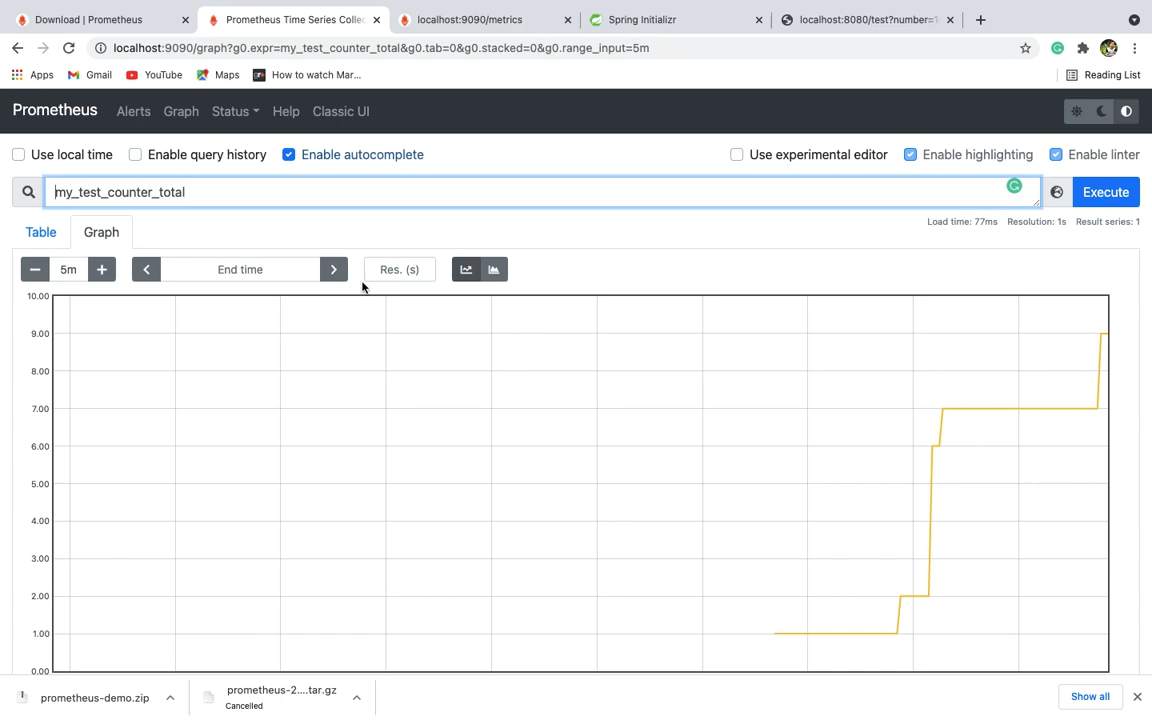 Download | Prometheus
Prometheus Time Series Collec
localhost:9090/metrics
Spring Initializr
localhost:8080/test?number=1
localhost:9090/graph?g0.expr=my_test_counter_total&g0.tab=0&g0.stacked=0&g0.range_input=5m
Apps
Gmail
YouTube
Maps
How to watch Mar...
Reading List
Prometheus
Alerts
Graph
Status
Help
Classic UI
Use local time
Enable query history
Enable autocomplete
Use experimental editor
Enable highlighting
Enable linter
my_test_counter_total
Execute
Load time: 77ms Resolution: 1s Result series: 1
Table
Graph
5m
End time
Res. (s)
10.00
9.00
8.00
7.00
6.00
5.00
4.00
3.00
2.00
1.00
0.00
prometheus-demo.zip
prometheus-2....tar.gz
Cancelled
Show all